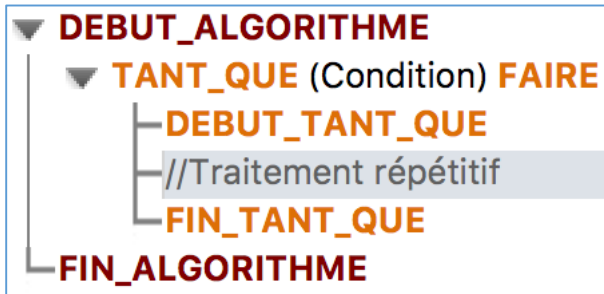 DEBUT_ALGORITHME
TANT_QUE (Condition) FAIRE
DEBUT_TANT_QUE
//Traitement répétitif
FIN_TANT_QUE
FIN_ALGORITHME